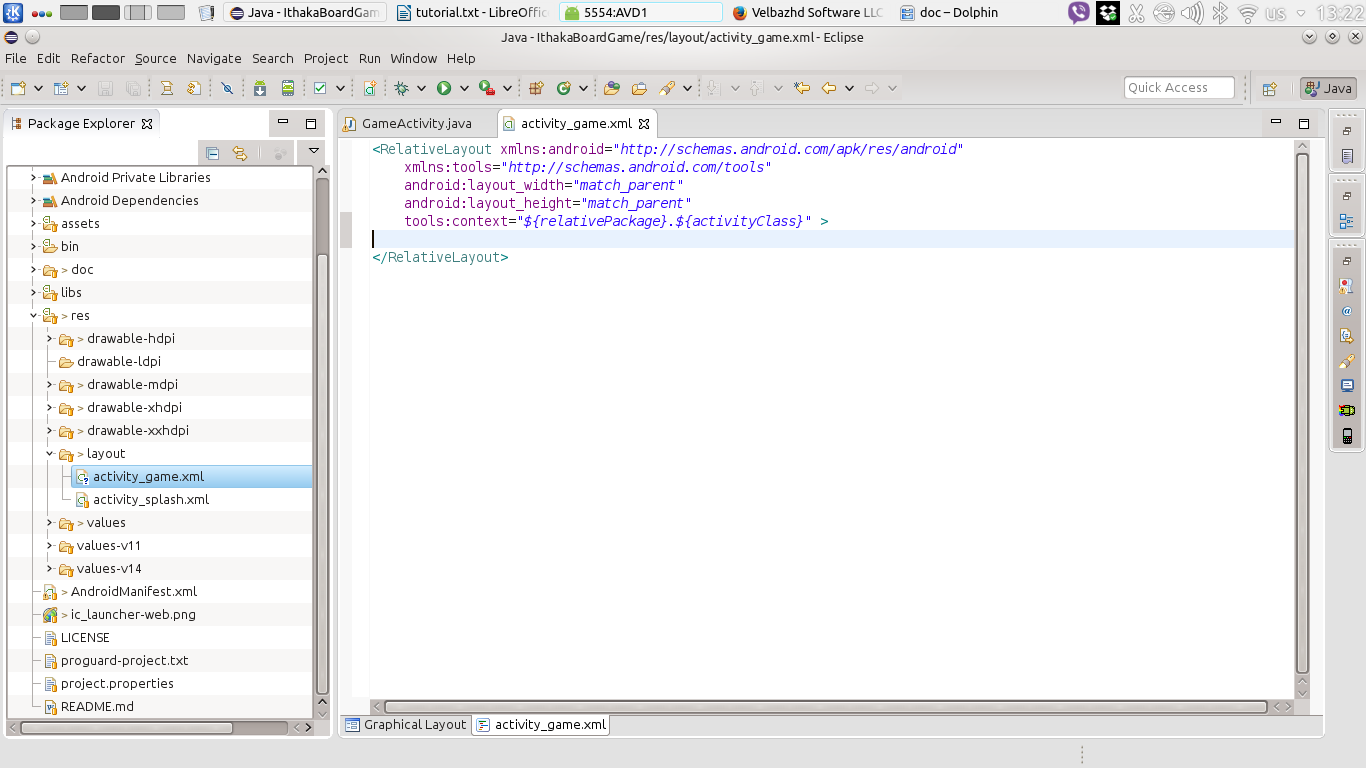 Java - IthakaBoardGam
tutorial.txt - LibreOffic
5554:AVD1
Velbazhd Software LLC
doc – Dolphin
us
13:22
Java - IthakaBoardGame/res/layout/activity_game.xml - Eclipse
File Edit Refactor Source Navigate Search Project Run Window Help
Quick Access
Java
Package Explorer
GameActivity.java
activity_game.xml
Android Private Libraries
Android Dependencies
assets
bin
> doc
libs
> res
> drawable-hdpi
drawable-ldpi
> drawable-mdpi
> drawable-xhdpi
> drawable-xxhdpi
> layout
activity_game.xml
activity_splash.xml
> values
values-v11
values-v14
> AndroidManifest.xml
> ic_launcher-web.png
LICENSE
proguard-project.txt
project.properties
README.md
<RelativeLayout xmlns:android="http://schemas.android.com/apk/res/android"
xmlns:tools="http://schemas.android.com/tools"
android:layout_width="match_parent"
android:layout_height="match_parent"
tools:context="${relativePackage}.${activityClass}" >
</RelativeLayout>
Graphical Layout
activity_game.xml